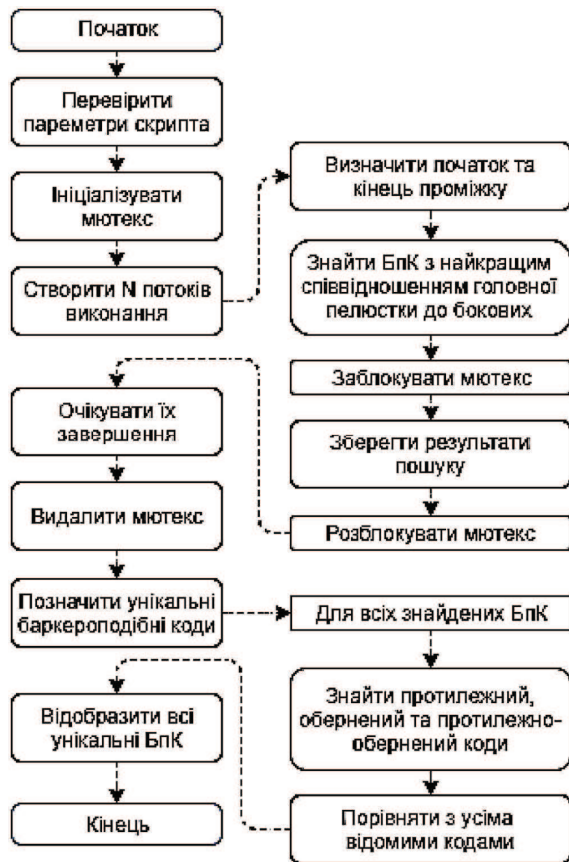 Початок
Перевірити
пареметри скрипта
Ініціалізувати
мютекс
Створити N потоків
виконання
Визначити початок та
кінець проміжку
Знайти БпК з найкращим
співвідношенням головної
пелюстки до бокових
Заблокувати мютекс
Зберегти результати
пошуку
Розблокувати мютекс
Очікувати їх
завершення
Видалити мютекс
Позначити унікальні
баркероподібні коди
Для всіх знайдених БпК
Знайти протилежний,
обернений та протилежно-
обернений коди
Порівняти з усіма
відомими кодами
Відобразити всі
унікальні БпК
Кінець